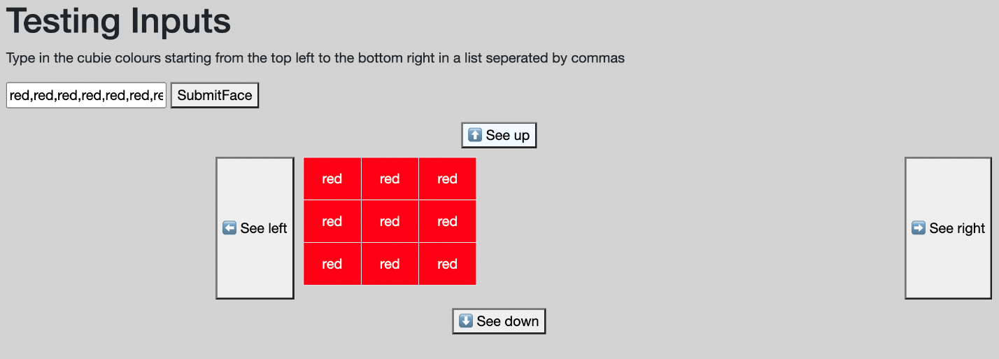 Testing Inputs
Type in the cubie colours starting from the top left to the bottom right in a list seperated by commas
red,red,red,red,red,red,re SubmitFace
⬆️ See up
⬅️ See left
red red red
red red red
red red red
➡️ See right
⬇️ See down